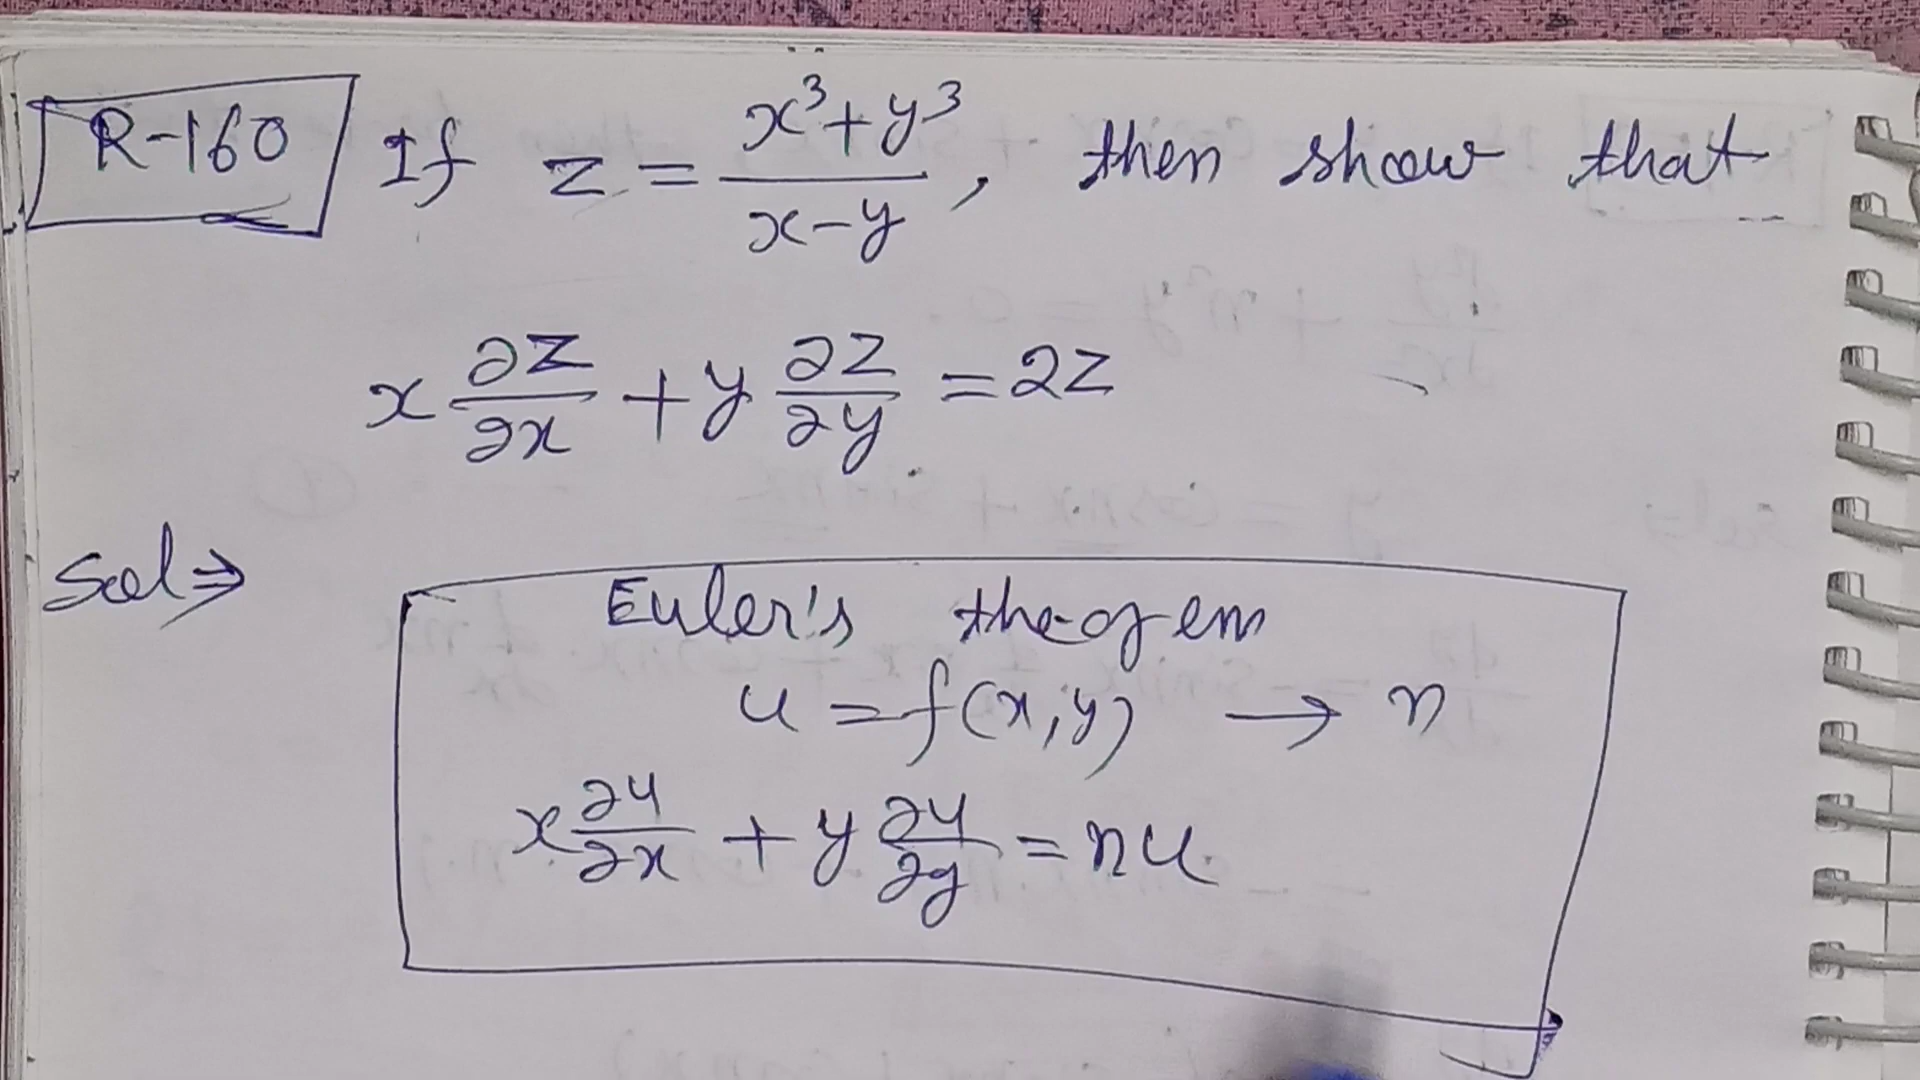 R-160 If z = (x³+y³)/(x-y), then show that
x ∂z/∂x + y ∂z/∂y = 2z
Sol ⇒
Euler's theorem
u = f(x,y) → n
x ∂u/∂x + y ∂u/∂y = nu.